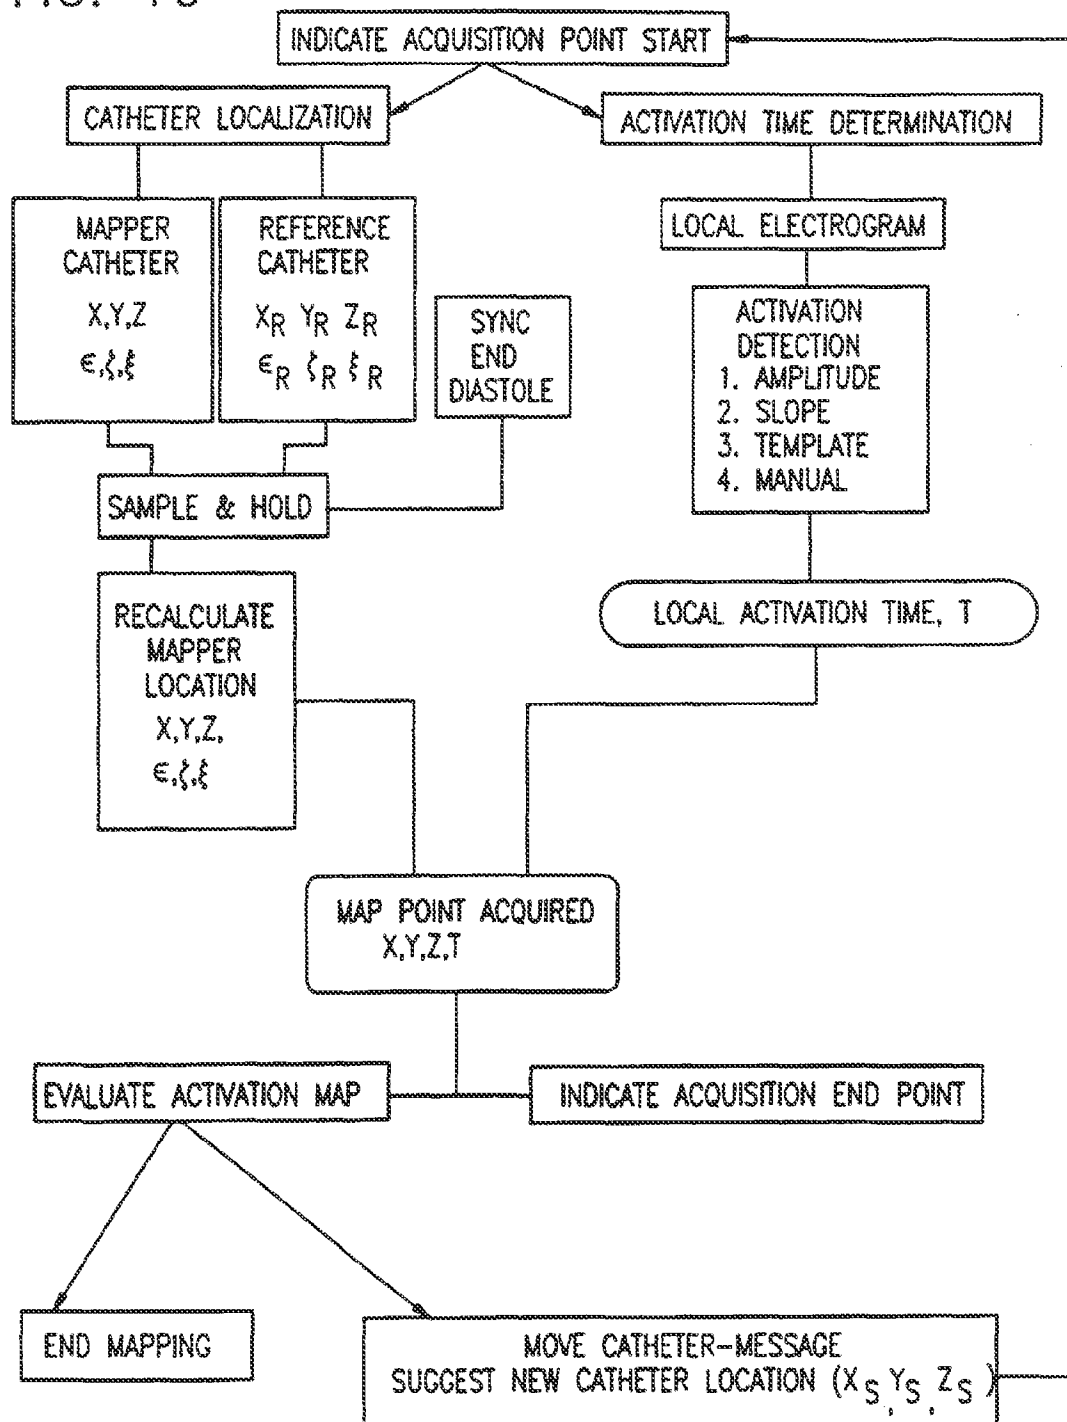 INDICATE ACQUISITION POINT START
CATHETER LOCALIZATION
ACTIVATION TIME DETERMINATION
MAPPER
CATHETER
X,Y,Z
ϵ,ζ,ξ
REFERENCE
CATHETER
XR YR ZR
ϵR ζR ξR
SYNC
END
DIASTOLE
LOCAL ELECTROGRAM
ACTIVATION
DETECTION
1. AMPLITUDE
2. SLOPE
3. TEMPLATE
4. MANUAL
SAMPLE & HOLD
RECALCULATE
MAPPER
LOCATION
X,Y,Z,
ϵ,ζ,ξ
LOCAL ACTIVATION TIME, T
MAP POINT ACQUIRED
X,Y,Z,T
EVALUATE ACTIVATION MAP
INDICATE ACQUISITION END POINT
END MAPPING
MOVE CATHETER-MESSAGE
SUGGEST NEW CATHETER LOCATION (XS,YS,ZS)